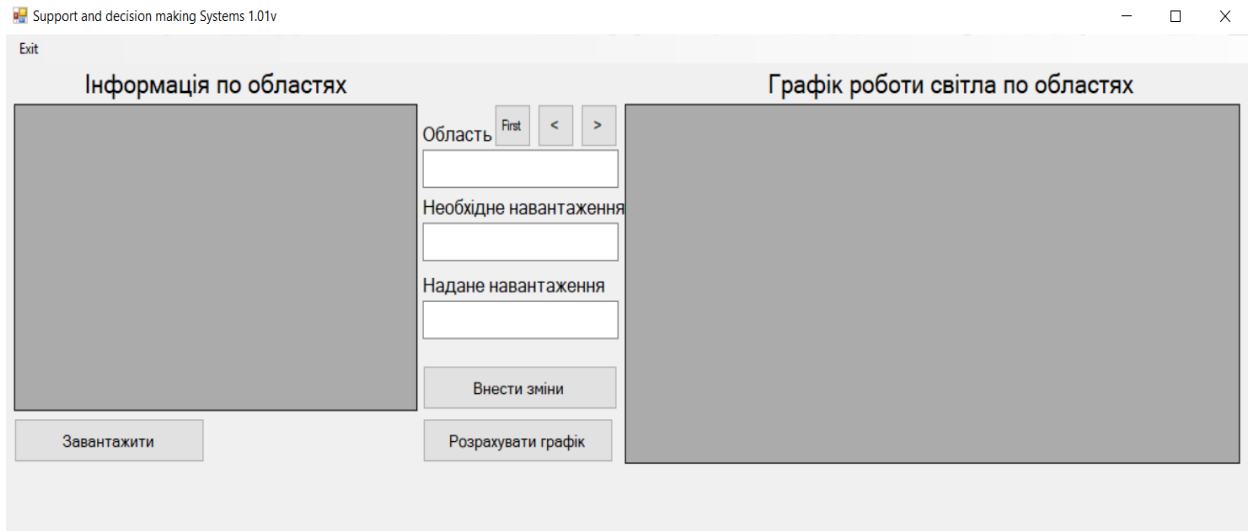 Support and decision making Systems 1.01v
Exit
Інформація по областях
Графік роботи світла по областях
Область
First
<
>
Необхідне навантаження
Надане навантаження
Внести зміни
Завантажити
Розрахувати графік